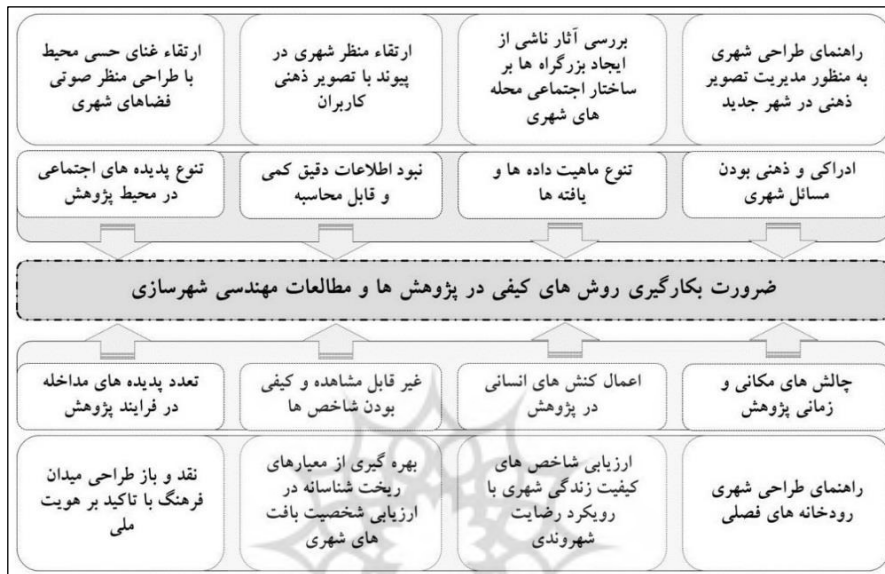 راهنمای طراحی شهری
به منظور مدیریت تصویر
ذهنی در شهر جدید
بررسی آثار ناشی از
ایجاد بزرگراه ها بر
ساختار اجتماعی محله
های شهری
ارتقاء منظر شهری در
پیوند با تصویر ذهنی
کاربران
ارتقاء غنای حسی محیط
با طراحی منظر صوتی
فضاهای شهری
ادراکی و ذهنی بودن
مسائل شهری
تنوع ماهیت داده ها و
یافته ها
نبود اطلاعات دقیق کمی
و قابل محاسبه
تنوع پدیده های اجتماعی
در محیط پژوهش
ضرورت بکارگیری روش های کیفی در پژوهش ها و مطالعات مهندسی شهرسازی
چالش های مکانی و
زمانی پژوهش
اعمال کنش های انسانی
در پژوهش
غیر قابل مشاهده و کیفی
بودن شاخص ها
تعدد پدیده های مداخله
در فرایند پژوهش
راهنمای طراحی شهری
رودخانه های فصلی
ارزیابی شاخص های
کیفیت زندگی شهری با
رویکرد رضایت
شهروندی
بهره گیری از معیارهای
ریخت شناسانه در
ارزیابی شخصیت بافت
های شهری
نقد و باز طراحی میدان
فرهنگ با تاکید بر هویت
ملی